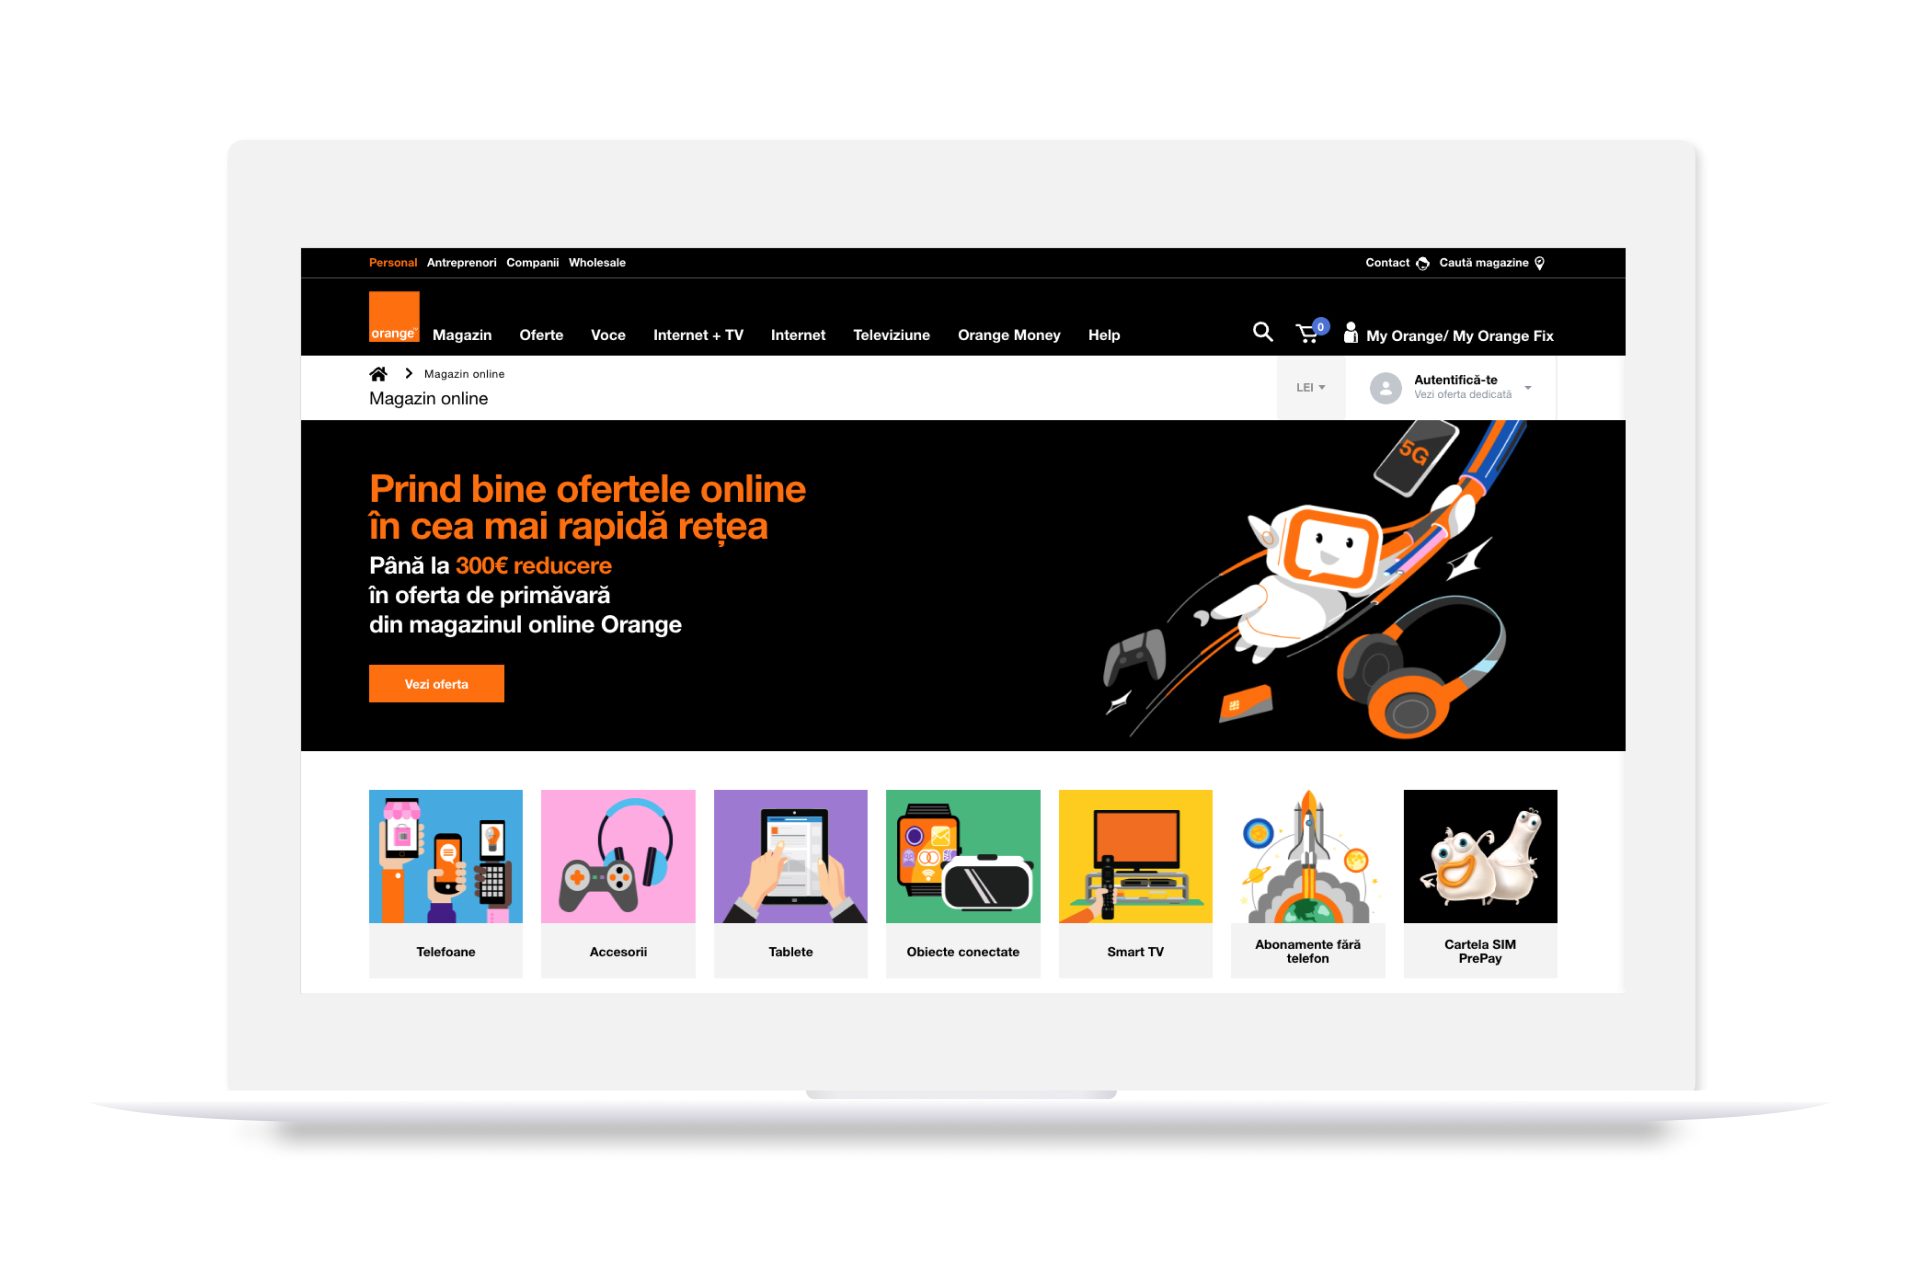 Personal Antreprenori Companii Wholesale
Contact Caută magazine
orange™
Magazin Oferte Voce Internet + TV Internet Televiziune Orange Money Help
0
My Orange/ My Orange Fix
Magazin online
Magazin online
LEI
Autentifică-te
Vezi oferta dedicată
Prind bine ofertele online
în cea mai rapidă rețea
Până la 300€ reducere
în oferta de primăvară
din magazinul online Orange
Vezi oferta
5G
Telefoane
Accesorii
Tablete
Obiecte conectate
Smart TV
Abonamente fără
telefon
Cartela SIM
PrePay